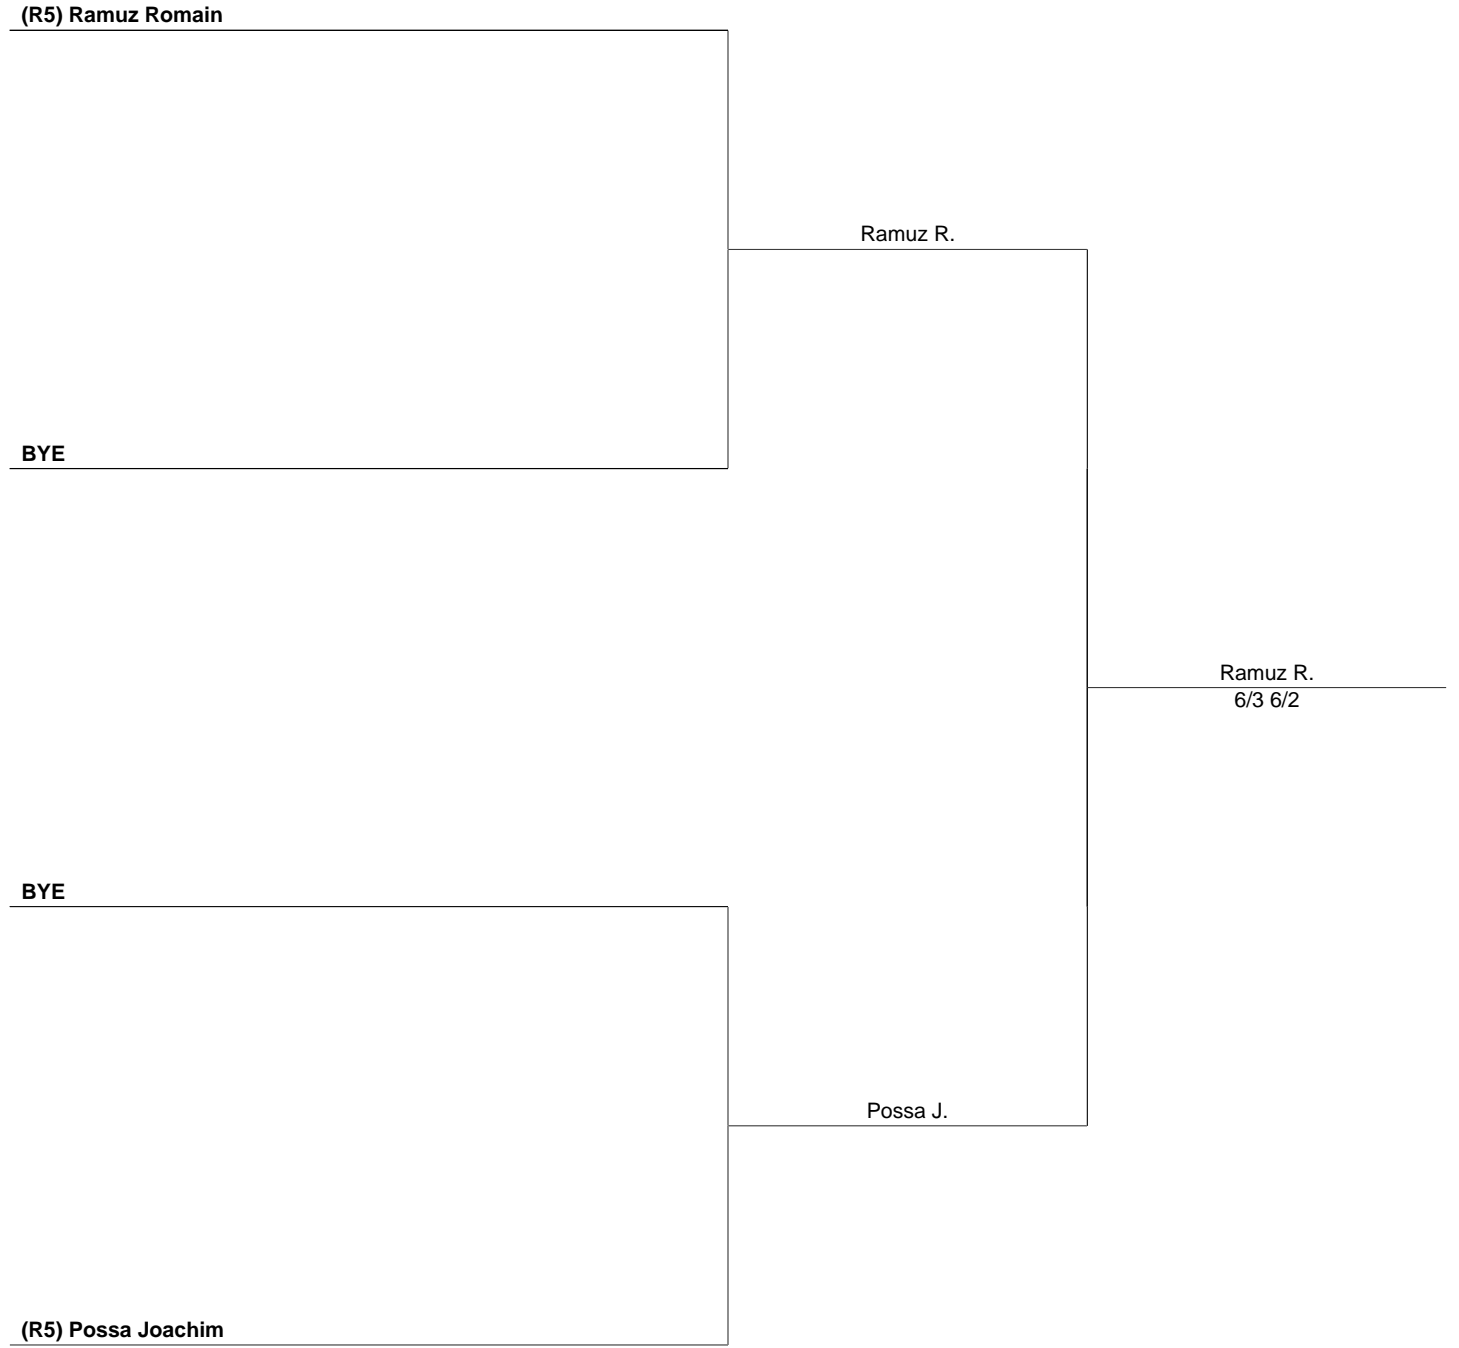 (R5) Ramuz Romain
Ramuz R.
BYE
Ramuz R.
6/3 6/2
BYE
Possa J.
(R5) Possa Joachim